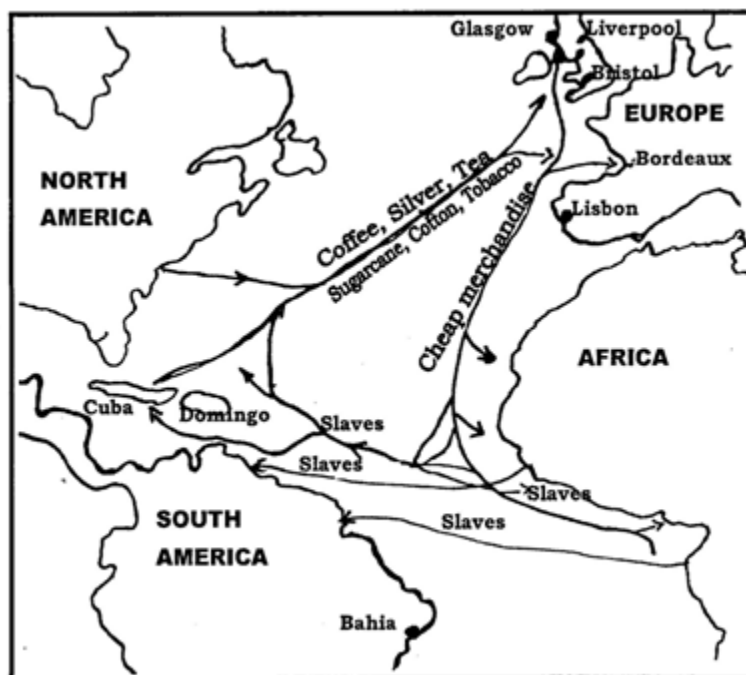 Glasgow
Liverpool
Bristol
EUROPE
Bordeaux
Lisbon
NORTH
AMERICA
Coffee, Silver, Tea
Sugarcane, Cotton, Tobacco
Cheap merchandise
AFRICA
Cuba
Domingo
Slaves
Slaves
Slaves
Slaves
SOUTH
AMERICA
Bahia